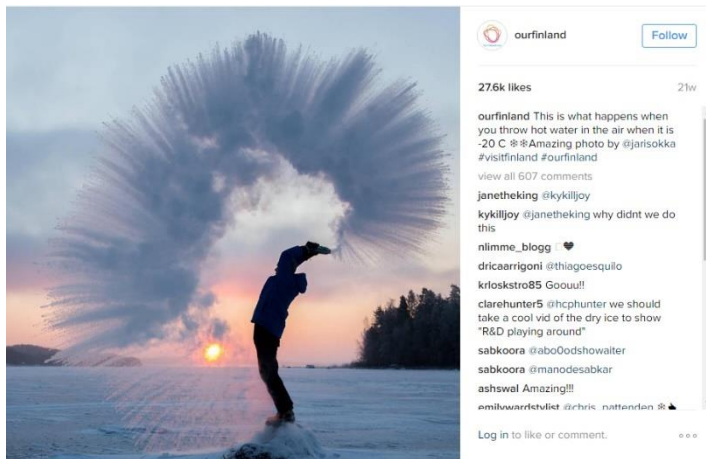 ourfinland
Follow
27.6k likes
21w
ourfinland This is what happens when
you throw hot water in the air when it is
-20 C ❄❄Amazing photo by @jarisokka
#visitfinland #ourfinland
view all 607 comments
janetheking @kykilljoy
kykilljoy @janetheking why didnt we do
this
nlimme_blogg 🖤
dricaarrigoni @thiagoesquilo
krloskstro85 Goouu!!
clarehunter5 @hcphunter we should
take a cool vid of the dry ice to show
"R&D playing around"
sabkoora @abo0odshowaiter
sabkoora @manodesabkar
ashswal Amazing!!!
emilywardstylist @chris_pattenden ❄
Log in to like or comment.